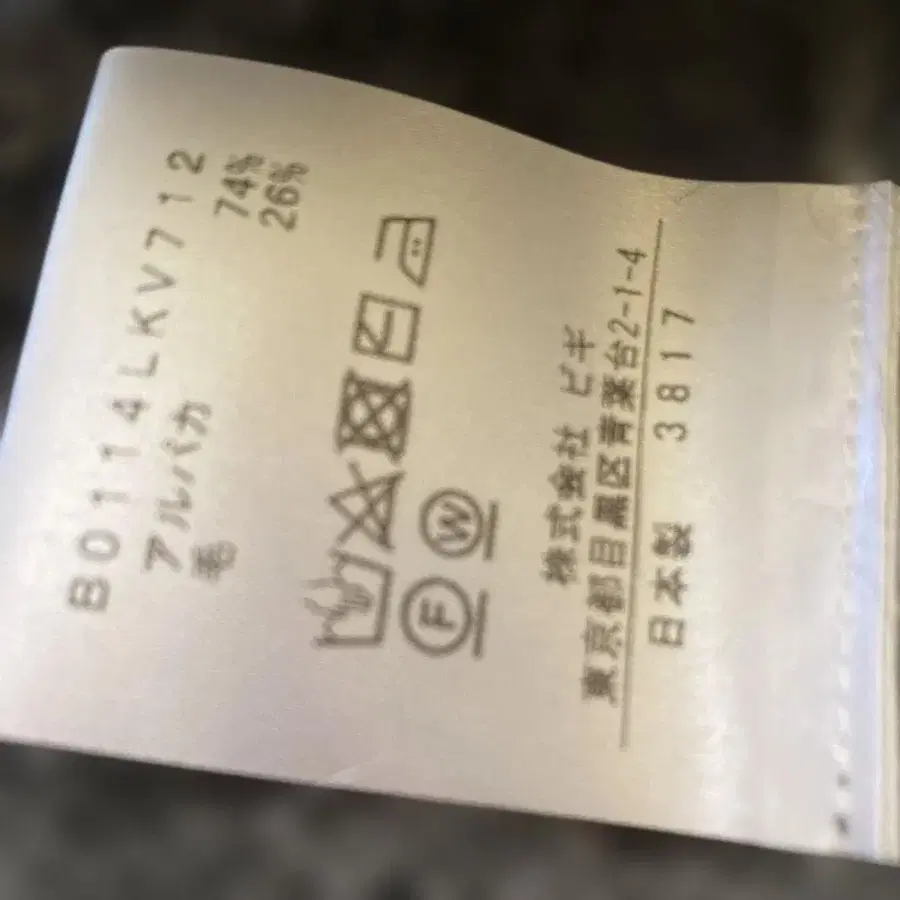 B0114LKV712
アルパカ 74%
毛 26%
F W
株式会社 ビギ
東京都目黒区青葉台2-1-4
日本製 3817